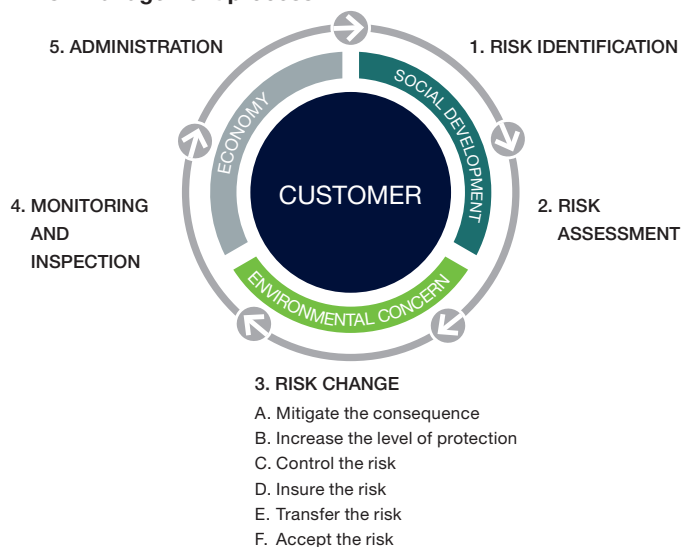 5. ADMINISTRATION
1. RISK IDENTIFICATION
ECONOMY
SOCIAL DEVELOPMENT
CUSTOMER
4. MONITORING
AND
INSPECTION
2. RISK
ASSESSMENT
ENVIRONMENTAL CONCERN
3. RISK CHANGE
A. Mitigate the consequence
B. Increase the level of protection
C. Control the risk
D. Insure the risk
E. Transfer the risk
F. Accept the risk